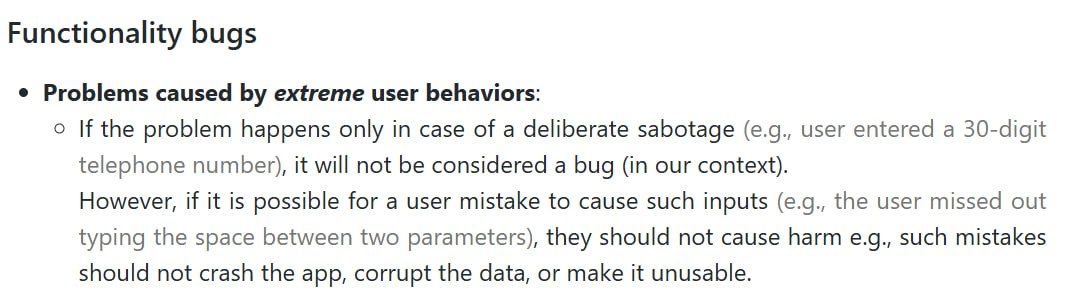 Functionality bugs
• Problems caused by extreme user behaviors:
○ If the problem happens only in case of a deliberate sabotage (e.g., user entered a 30-digit
telephone number), it will not be considered a bug (in our context).
However, if it is possible for a user mistake to cause such inputs (e.g., the user missed out
typing the space between two parameters), they should not cause harm e.g., such mistakes
should not crash the app, corrupt the data, or make it unusable.